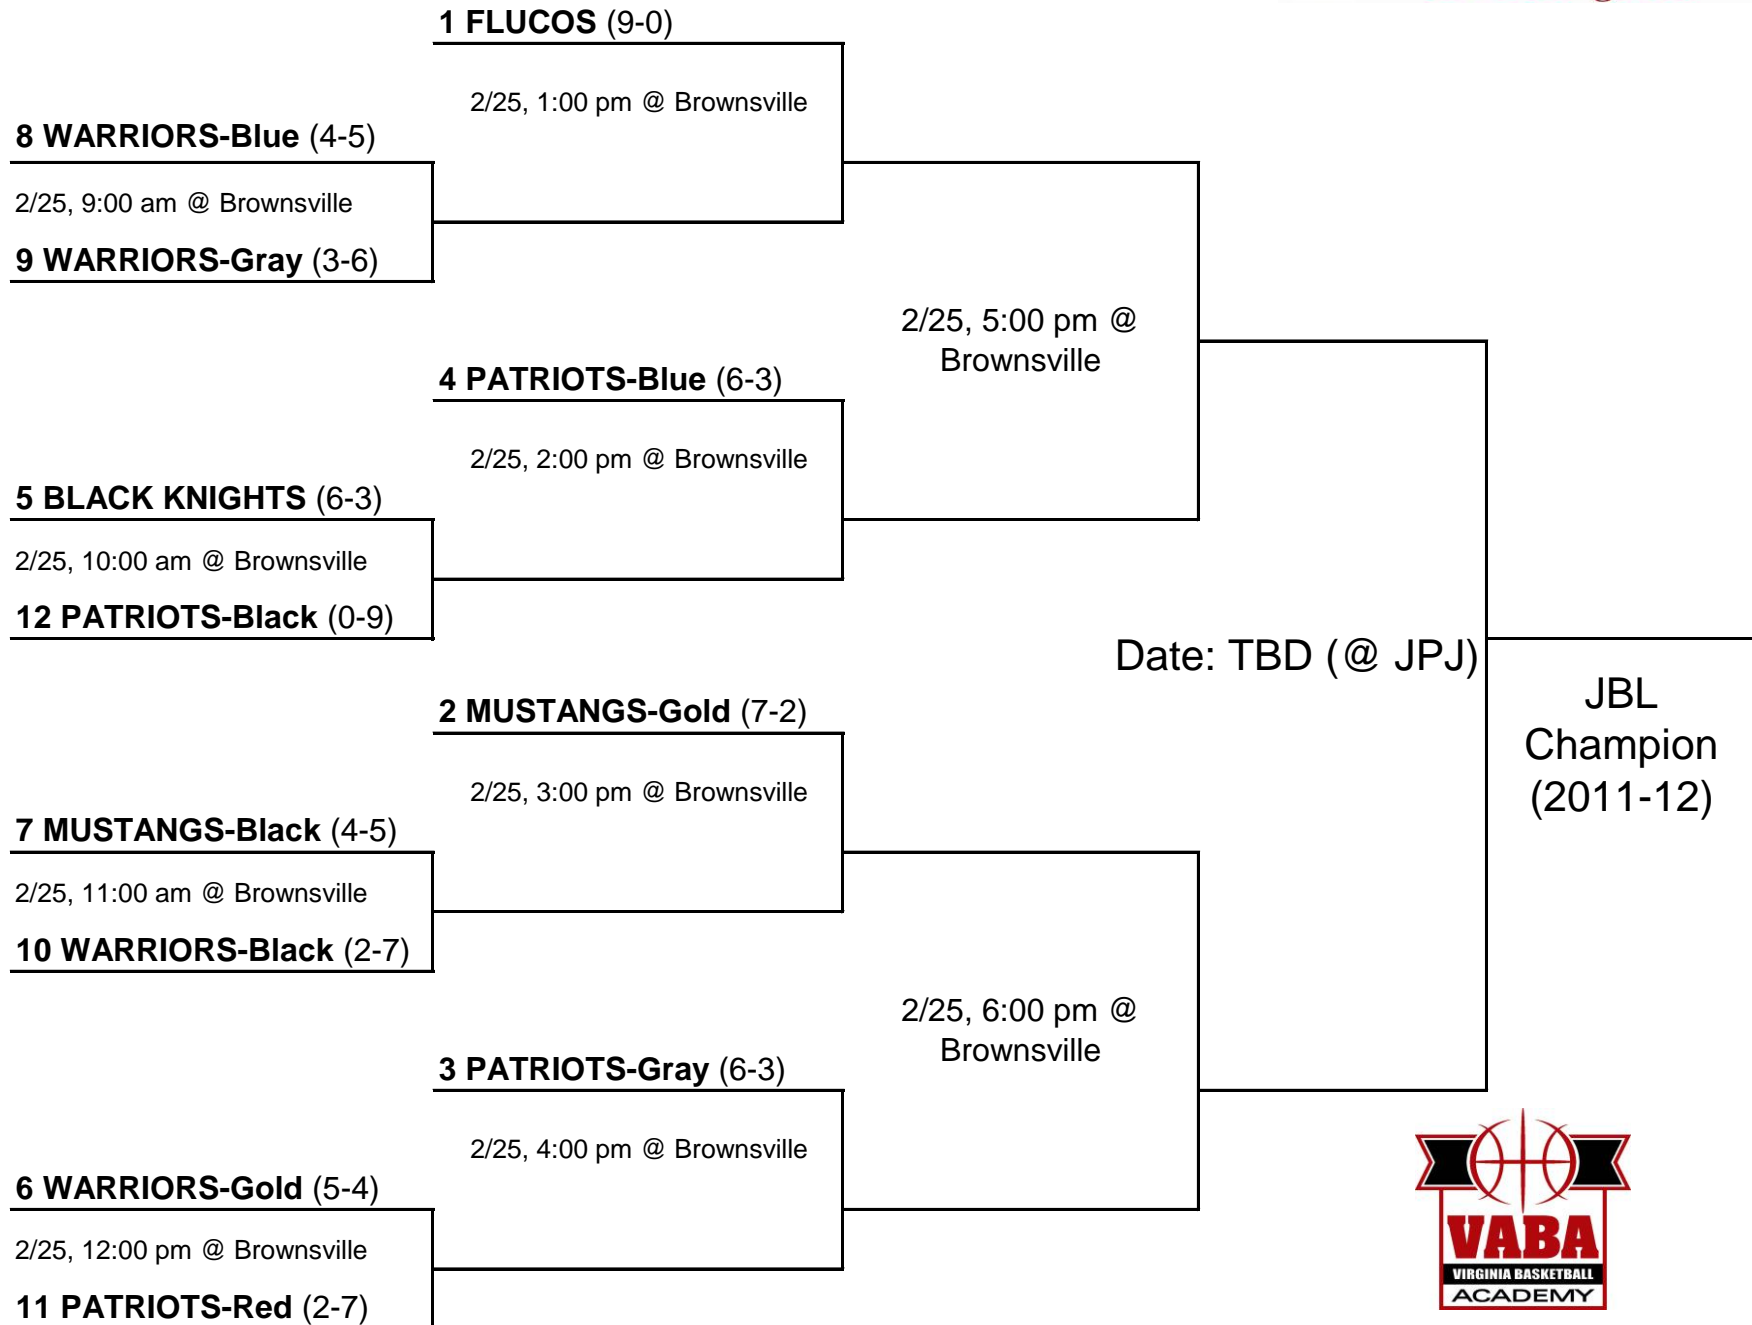 1 FLUCOS (9-0)
2/25, 1:00 pm @ Brownsville
8 WARRIORS-Blue (4-5)
2/25, 9:00 am @ Brownsville
9 WARRIORS-Gray (3-6)
2/25, 5:00 pm @
Brownsville
4 PATRIOTS-Blue (6-3)
2/25, 2:00 pm @ Brownsville
5 BLACK KNIGHTS (6-3)
2/25, 10:00 am @ Brownsville
12 PATRIOTS-Black (0-9)
Date: TBD (@ JPJ)
JBL
Champion
(2011-12)
2 MUSTANGS-Gold (7-2)
2/25, 3:00 pm @ Brownsville
7 MUSTANGS-Black (4-5)
2/25, 11:00 am @ Brownsville
10 WARRIORS-Black (2-7)
2/25, 6:00 pm @
Brownsville
3 PATRIOTS-Gray (6-3)
2/25, 4:00 pm @ Brownsville
6 WARRIORS-Gold (5-4)
2/25, 12:00 pm @ Brownsville
11 PATRIOTS-Red (2-7)
VABA
VIRGINIA BASKETBALL
ACADEMY